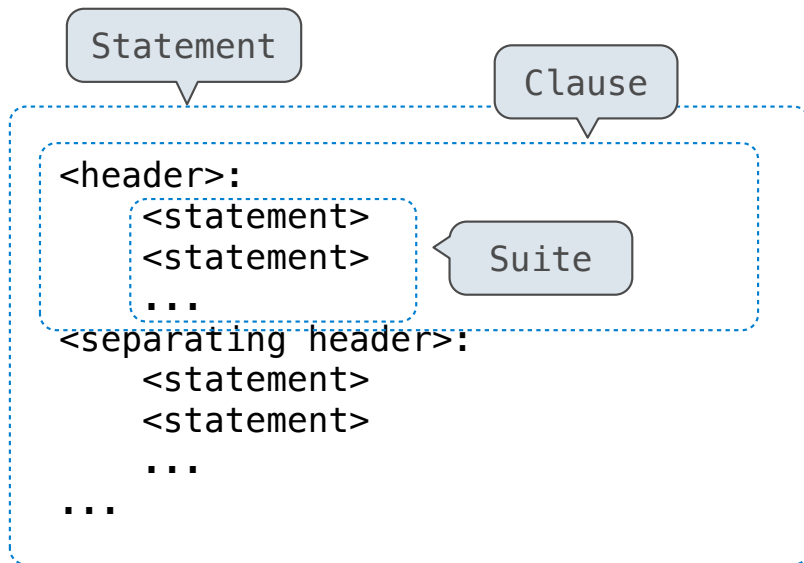 Statement
Clause
<header>:
<statement>
<statement>
Suite
...
<separating header>:
<statement>
<statement>
...
...